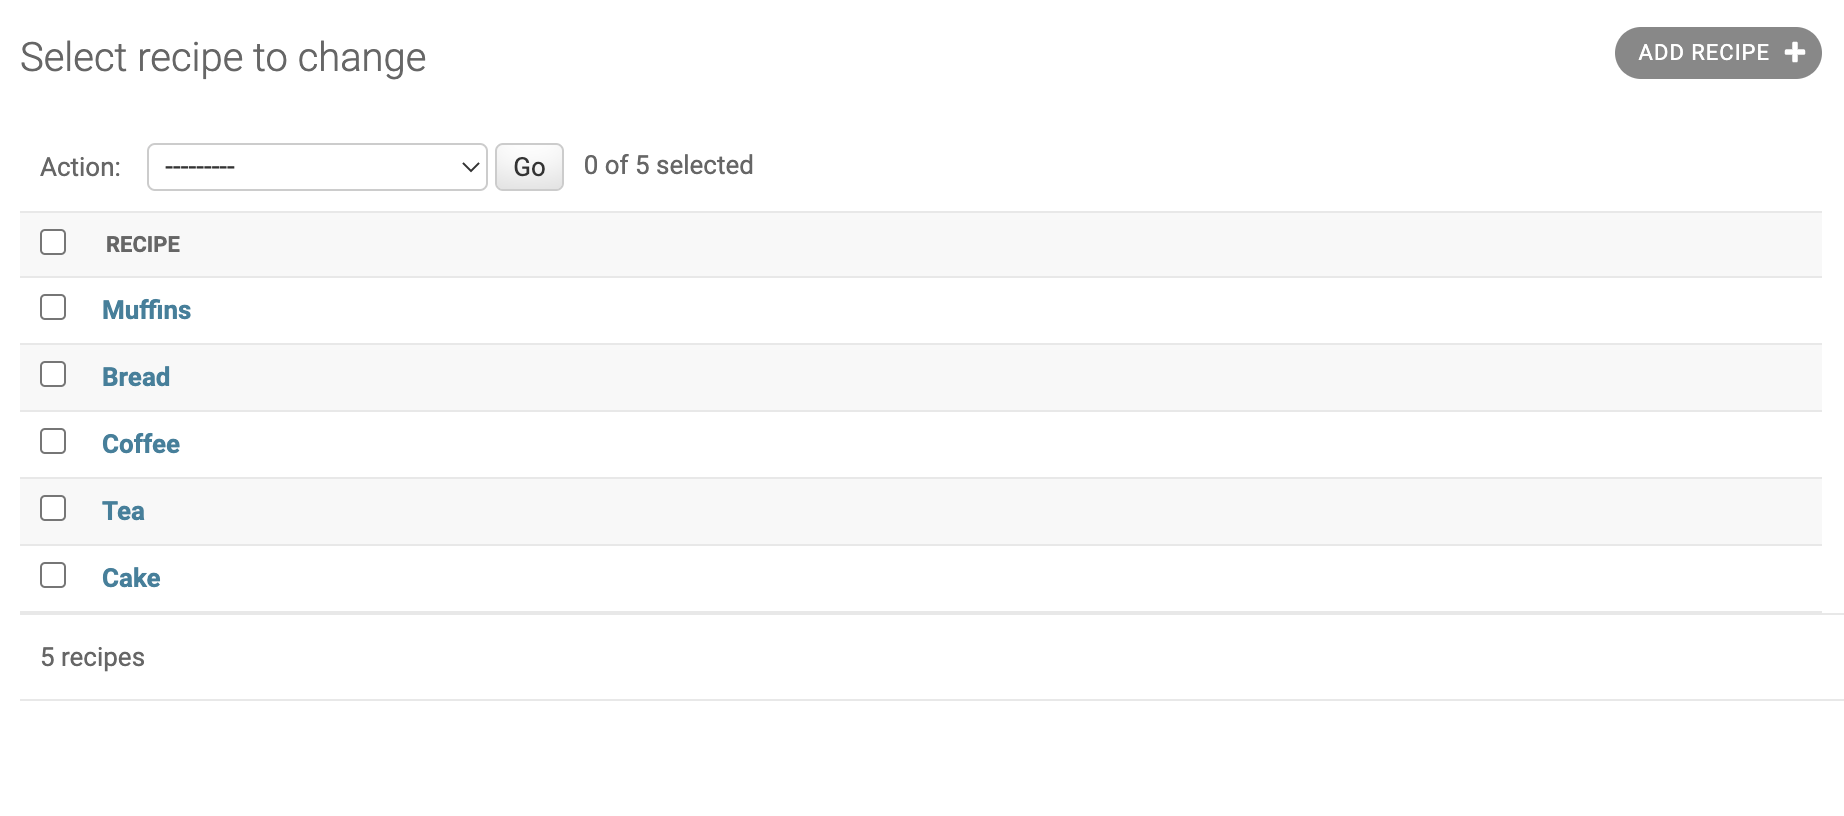 Select recipe to change
ADD RECIPE
Action: --------- Go 0 of 5 selected
RECIPE
Muffins
Bread
Coffee
Tea
Cake
5 recipes